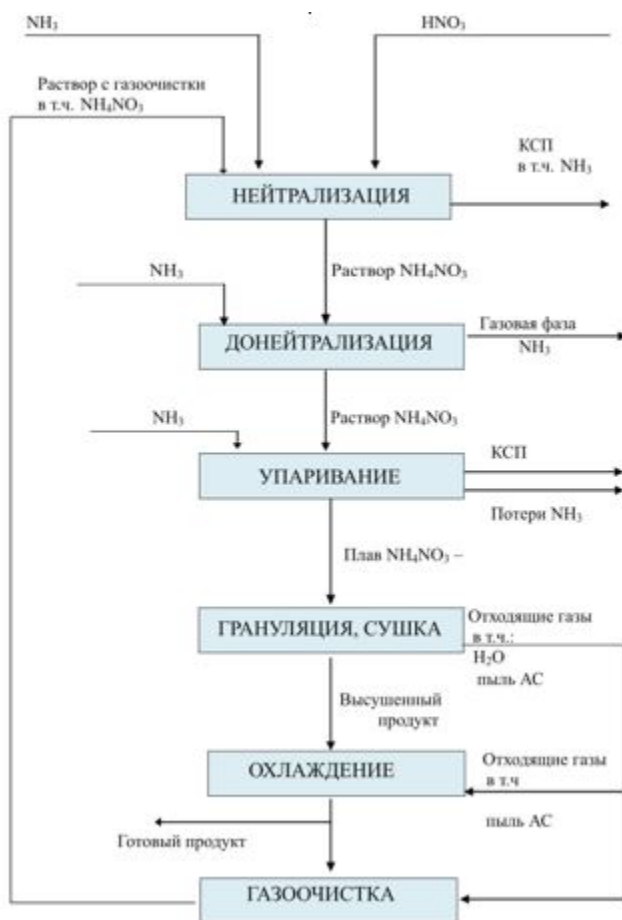 NH₃
HNO₃
Раствор с газоочистки
в т.ч. NH₄NO₃
КСП
в т.ч. NH₃
НЕЙТРАЛИЗАЦИЯ
NH₃
Раствор NH₄NO₃
Газовая фаза
NH₃
ДОНЕЙТРАЛИЗАЦИЯ
NH₃
Раствор NH₄NO₃
КСП
УПАРИВАНИЕ
Потери NH₃
Плав NH₄NO₃ –
ГРАНУЛЯЦИЯ, СУШКА
Отходящие газы
в т.ч.:
H₂O
пыль АС
Высушенный
продукт
ОХЛАЖДЕНИЕ
Отходящие газы
в т.ч
пыль АС
Готовый продукт
ГАЗООЧИСТКА